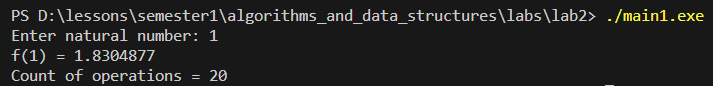 PS D:\lessons\semester1\algorithms_and_data_structures\labs\lab2> ./main1.exe
Enter natural number: 1
f(1) = 1.8304877
Count of operations = 20